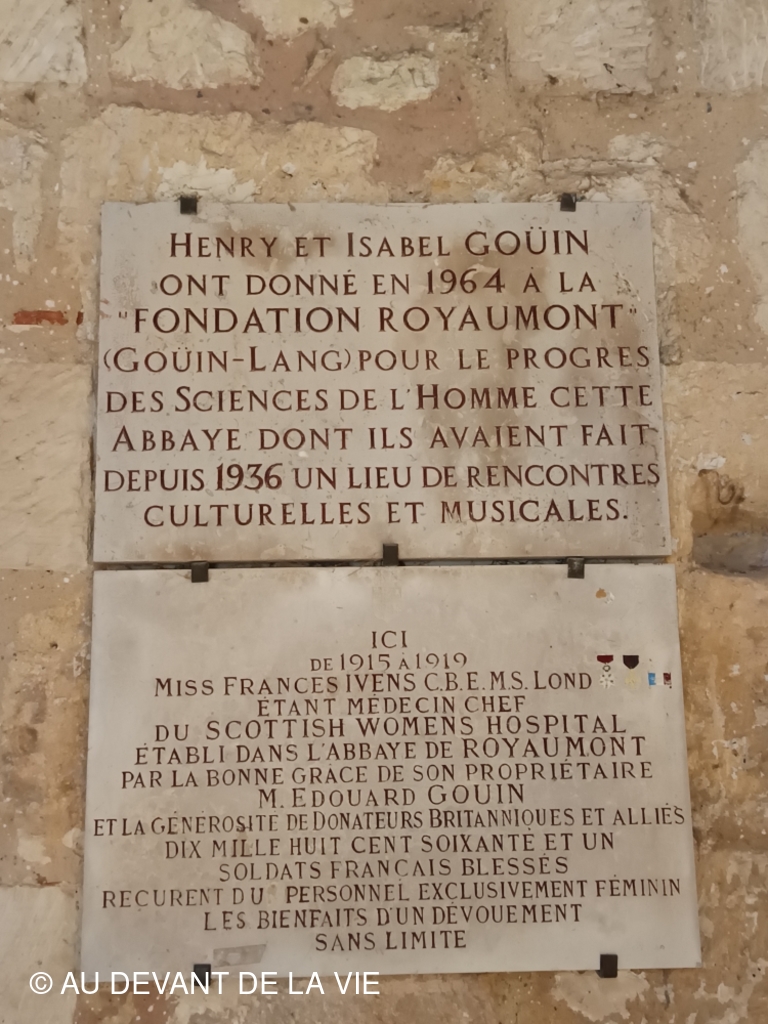 HENRY ET ISABEL GOÜIN
ONT DONNÉ EN 1964 À LA
"FONDATION ROYAUMONT"
(GOÜIN-LANG) POUR LE PROGRES
DES SCIENCES DE L'HOMME CETTE
ABBAYE DONT ILS AVAIENT FAIT
DEPUIS 1936 UN LIEU DE RENCONTRES
CULTURELLES ET MUSICALES.
ICI
DE 1915 À 1919
MISS FRANCES IVENS C.B.E. M.S. LOND
ÉTANT MÉDECIN CHEF
DU SCOTTISH WOMENS HOSPITAL
ÉTABLI DANS L'ABBAYE DE ROYAUMONT
PAR LA BONNE GRÂCE DE SON PROPRIÉTAIRE
M. EDOUARD GOUIN
ET LA GÉNÉROSITÉ DE DONATEURS BRITANNIQUES ET ALLIÉS
DIX MILLE HUIT CENT SOIXANTE ET UN
SOLDATS FRANCAIS BLESSÉS
REÇURENT DU PERSONNEL EXCLUSIVEMENT FÉMININ
LES BIENFAITS D'UN DÉVOUEMENT
SANS LIMITE
© AU DEVANT DE LA VIE